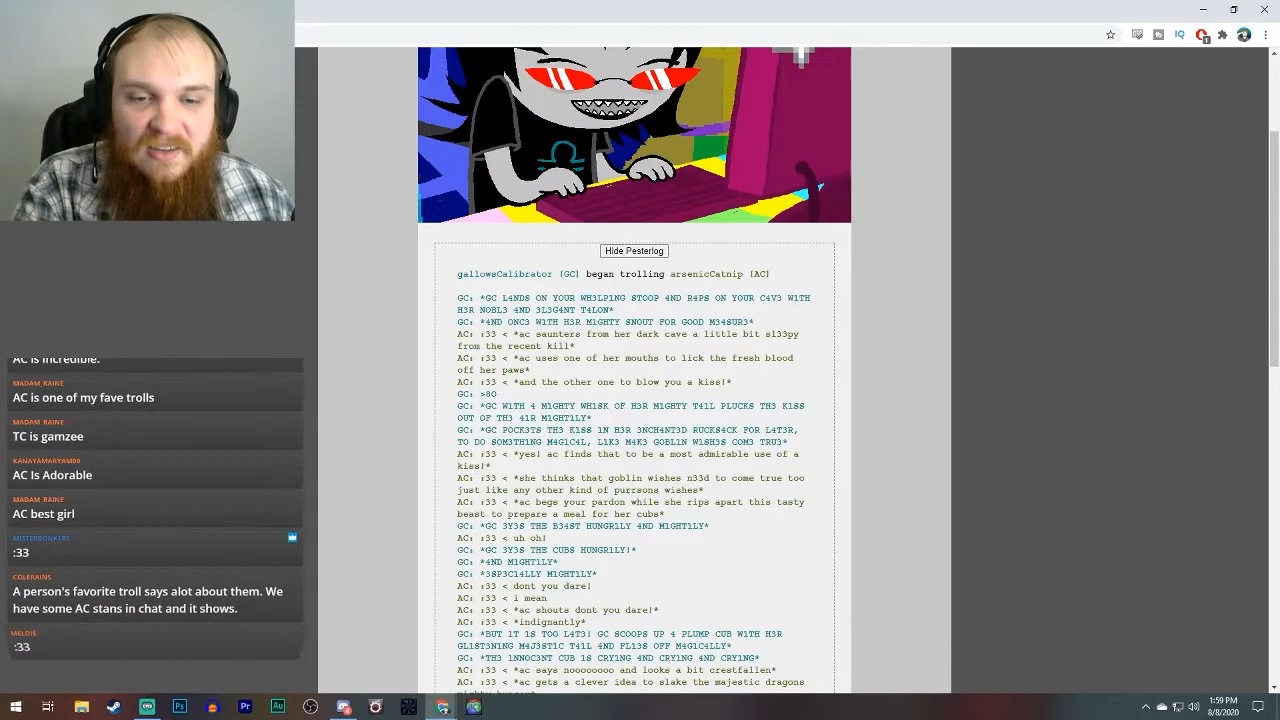 IQ
1
Hide Pesterlog
gallowsCalibrator [GC] began trolling arsenicCatnip [AC]
GC: *GC L4NDS ON YOUR WH3LP1NG STOOP 4ND R4PS ON YOUR C4V3 W1TH
H3R NOBL3 4ND 3L3G4NT T4LON*
GC: *4ND ONC3 W1TH H3R M1GHTY SNOUT FOR GOOD M34SUR3*
AC: :33 < *ac saunters from her dark cave a little bit sl33py
from the recent kill*
AC: :33 < *ac uses one of her mouths to lick the fresh blood
off her paws*
AC: :33 < *and the other one to blow you a kiss!*
GC: >8O
GC: *GC W1TH 4 M1GHTY WH1SK OF H3R M1GHTY T41L PLUCKS TH3 K1SS
OUT OF TH3 41R M1GHT1LY*
GC: *GC POCK3TS TH3 K1SS 1N H3R 3NCH4NT3D RUCKS4CK FOR L4T3R,
TO DO SOM3TH1NG M4G1C4L, L1K3 M4K3 GOBL1N W1SH3S COM3 TRU3*
AC: :33 < *yes! ac finds that to be a most admirable use of a
kiss!*
AC: :33 < *she thinks that goblin wishes n33d to come true too
just like any other kind of purrsons wishes*
AC: :33 < *ac begs your pardon while she rips apart this tasty
beast to prepare a meal for her cubs*
GC: *GC 3Y3S THE B34ST HUNGR1LY 4ND M1GHT1LY*
AC: :33 < uh oh!
GC: *GC 3Y3S THE CUBS HUNGR1LY!*
GC: *4ND M1GHT1LY*
GC: *3SP3C14LLY M1GHT1LY*
AC: :33 < dont you dare!
AC: :33 < i mean
AC: :33 < *ac shouts dont you dare!*
AC: :33 < *indignantly*
GC: *BUT 1T 1S TOO L4T3! GC SCOOPS UP 4 PLUMP CUB W1TH H3R
GL1ST3N1NG M4J3ST1C T41L 4ND FL13S OFF M4G1C4LLY*
GC: *TH3 1NNOC3NT CUB 1S CRY1NG 4ND CRY1NG 4ND CRY1NG*
AC: :33 < *ac says noooooooo and looks a bit crestfallen*
AC: :33 < *ac gets a clever idea to slake the majestic dragons
AC is incredible.
MADAM_RAINE
AC is one of my fave trolls
MADAM_RAINE
TC is gamzee
KANAYAMARYAM09
AC Is Adorable
MADAM_RAINE
AC best girl
MISTERBONKERS
:33
COLERAINS
A person's favorite troll says alot about them. We
have some AC stans in chat and it shows.
MELDIE
:33
Ps
Pr
Au
1:59 PM
8/8/2020